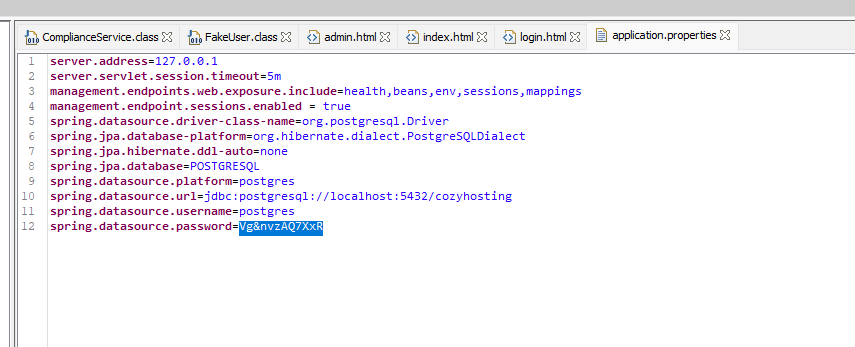 ComplianceService.class FakeUser.class admin.html index.html login.html application.properties
1 server.address=127.0.0.1
2 server.servlet.session.timeout=5m
3 management.endpoints.web.exposure.include=health,beans,env,sessions,mappings
4 management.endpoint.sessions.enabled = true
5 spring.datasource.driver-class-name=org.postgresql.Driver
6 spring.jpa.database-platform=org.hibernate.dialect.PostgreSQLDialect
7 spring.jpa.hibernate.ddl-auto=none
8 spring.jpa.database=POSTGRESQL
9 spring.datasource.platform=postgres
10 spring.datasource.url=jdbc:postgresql://localhost:5432/cozyhosting
11 spring.datasource.username=postgres
12 spring.datasource.password=Vg&nvzAQ7XxR